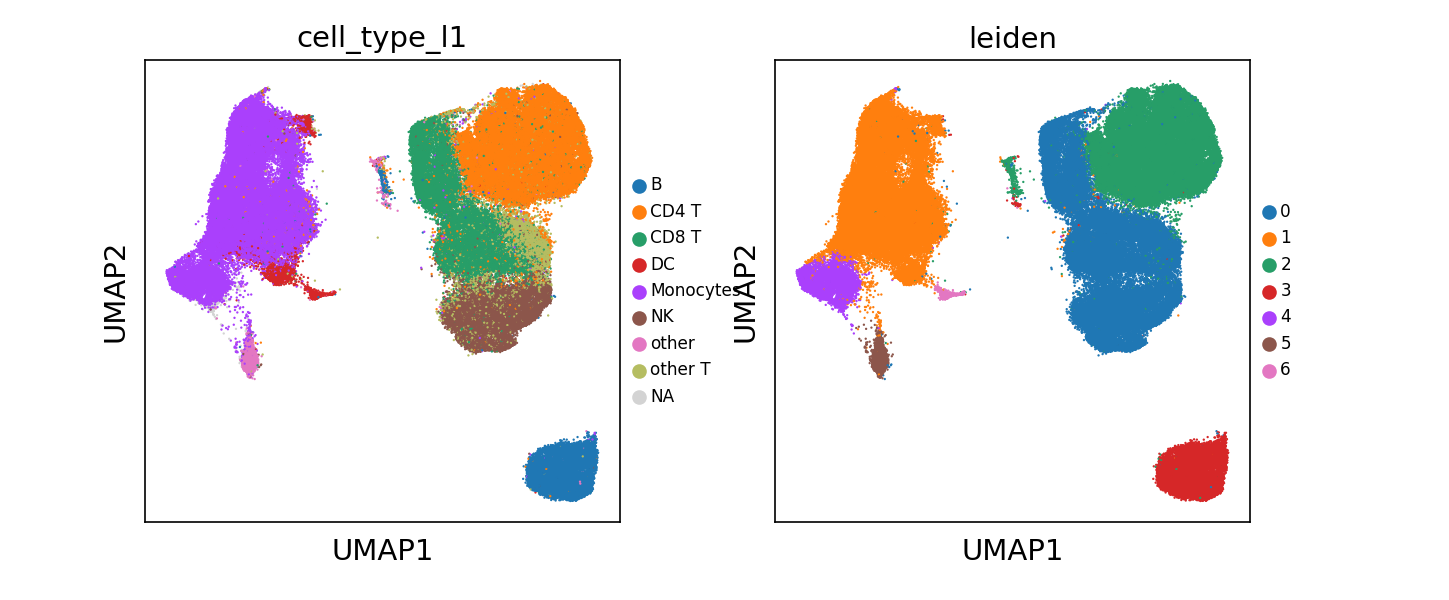 cell_type_l1
UMAP2
UMAP1
B
CD4 T
CD8 T
DC
Monocytes
NK
other
other T
NA
leiden
UMAP2
UMAP1
0
1
2
3
4
5
6